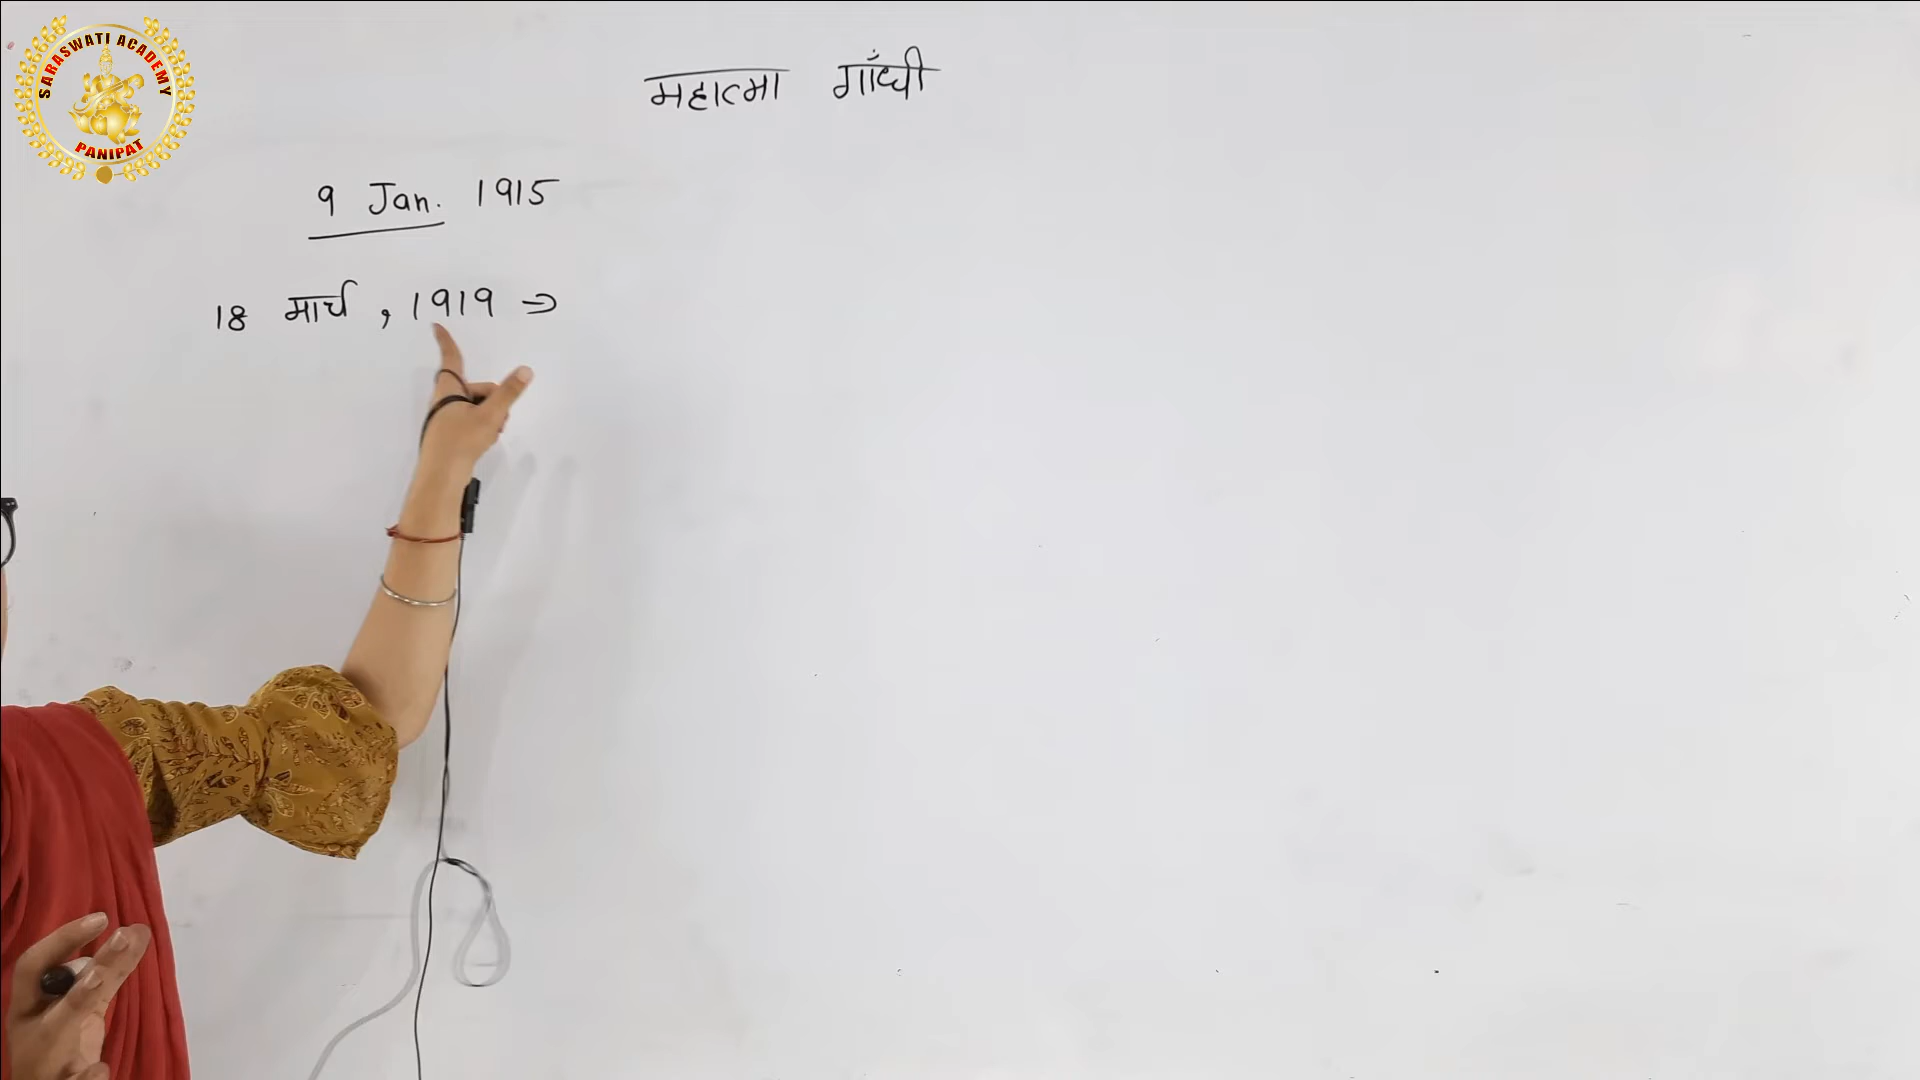 SARASWATI ACADEMY
PANIPAT
महात्मा गाँधी
9 Jan. 1915
18 मार्च , 1919 ⇒